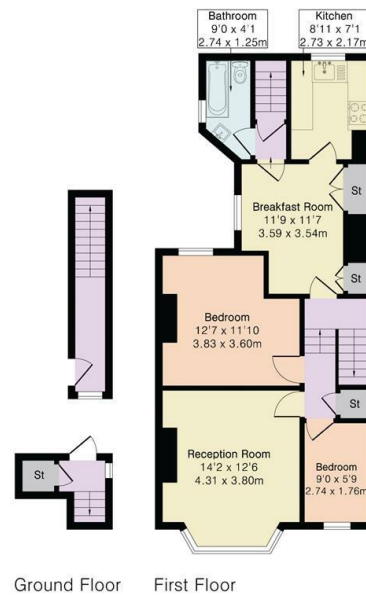 Bathroom
9'0 x 4'1
2.74 x 1.25m
Kitchen
8'11 x 7'1
2.73 x 2.17m
Breakfast Room
11'9 x 11'7
3.59 x 3.54m
St
St
Bedroom
12'7 x 11'10
3.83 x 3.60m
St
Reception Room
14'2 x 12'6
4.31 x 3.80m
Bedroom
9'0 x 5'9
2.74 x 1.76m
St
Ground Floor
First Floor